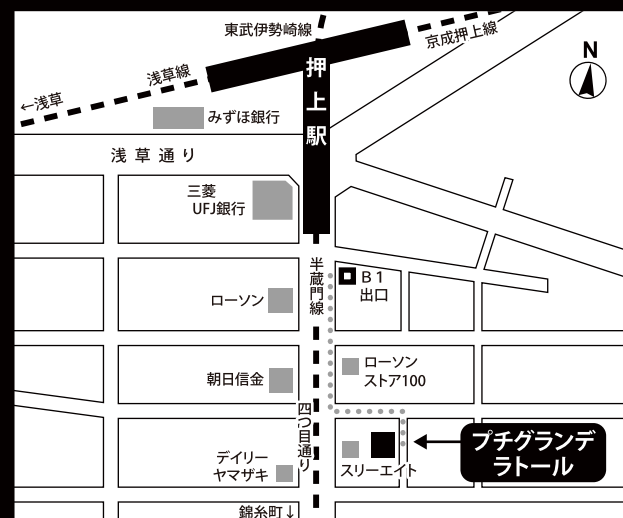 東武伊勢崎線
京成押上線
浅草線
←浅草
押上駅
N
みずほ銀行
浅草通り
三菱
UFJ銀行
半蔵門線
B1
出口
ローソン
ローソン
ストア100
朝日信金
四つ目通り
プチグランデ
ラトール
デイリー
ヤマザキ
スリーエイト
錦糸町↓